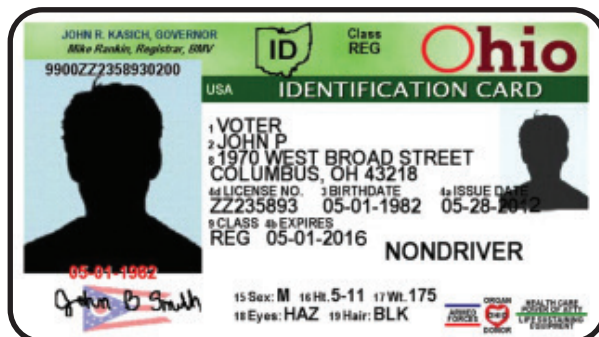 JOHN R. KASICH, GOVERNOR
Mike Rankin, Registrar, BMV
ID
Class
REG
Ohio
9900ZZ2358930200
USA IDENTIFICATION CARD
1 VOTER
2 JOHN P
8 1970 WEST BROAD STREET
COLUMBUS, OH 43218
4d LICENSE NO. 3 BIRTHDATE 4a ISSUE DATE
ZZ235893 05-01-1982 05-28-2012
9 CLASS 4b EXPIRES
REG 05-01-2016
NONDRIVER
05-01-1982
John B Smith
15 Sex: M 16 Ht. 5-11 17 Wt. 175
18 Eyes: HAZ 19 Hair: BLK
ARMED
FORCES
ORGAN
DONOR
HEALTH CARE
POWER OF ATTY
LIFE SUSTAINING
EQUIPMENT